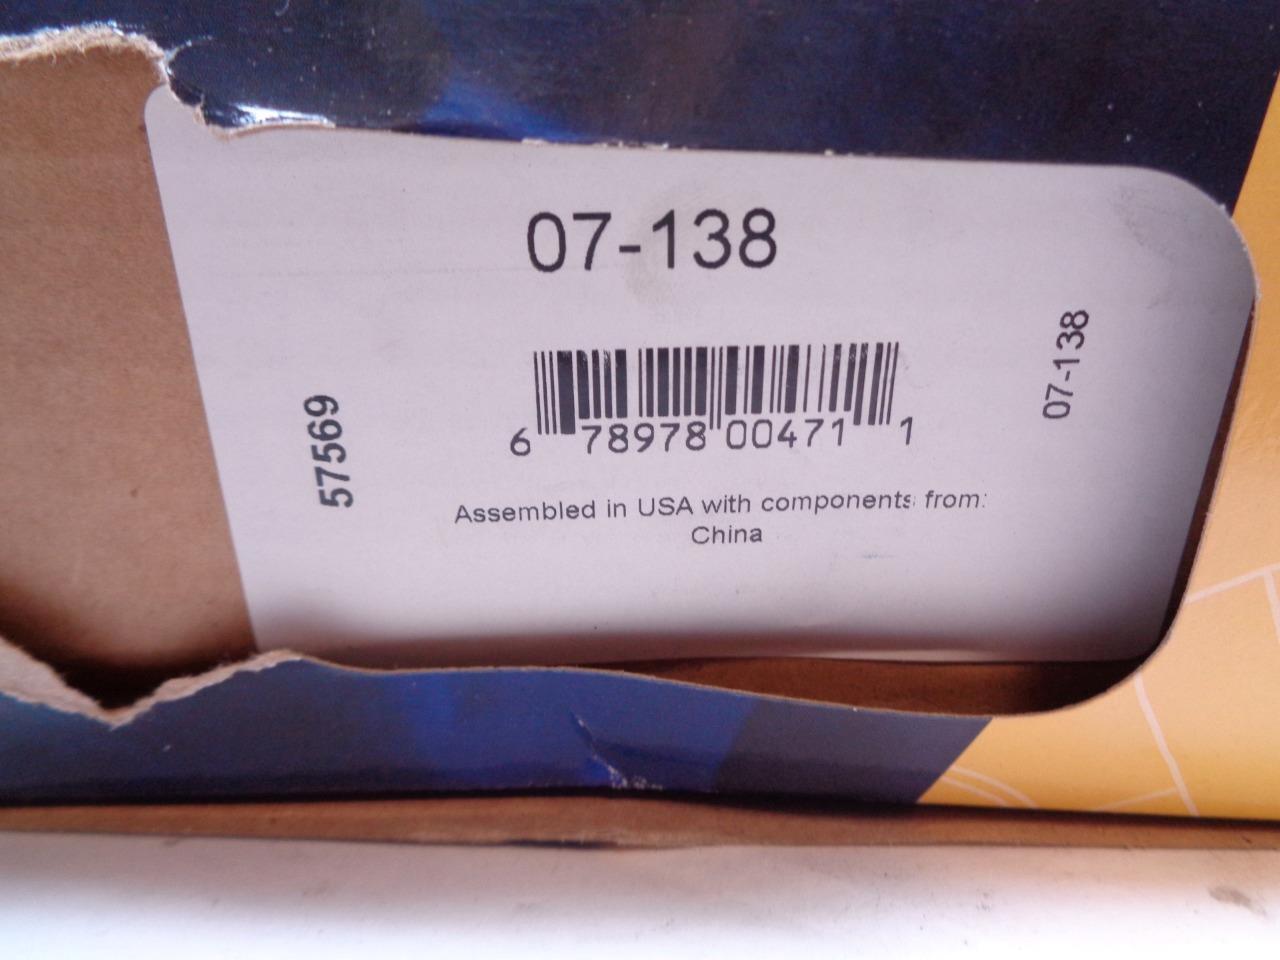 07-138
07-138
57569
6 78978 00471 1
Assembled in USA with components from:
China